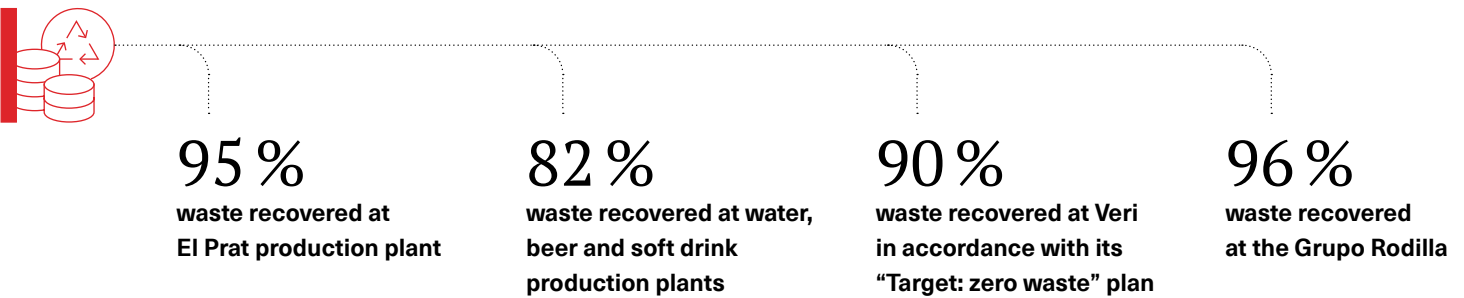 95 %
waste recovered at
El Prat production plant
82 %
waste recovered at water,
beer and soft drink
production plants
90 %
waste recovered at Veri
in accordance with its
“Target: zero waste” plan
96 %
waste recovered
at the Grupo Rodilla